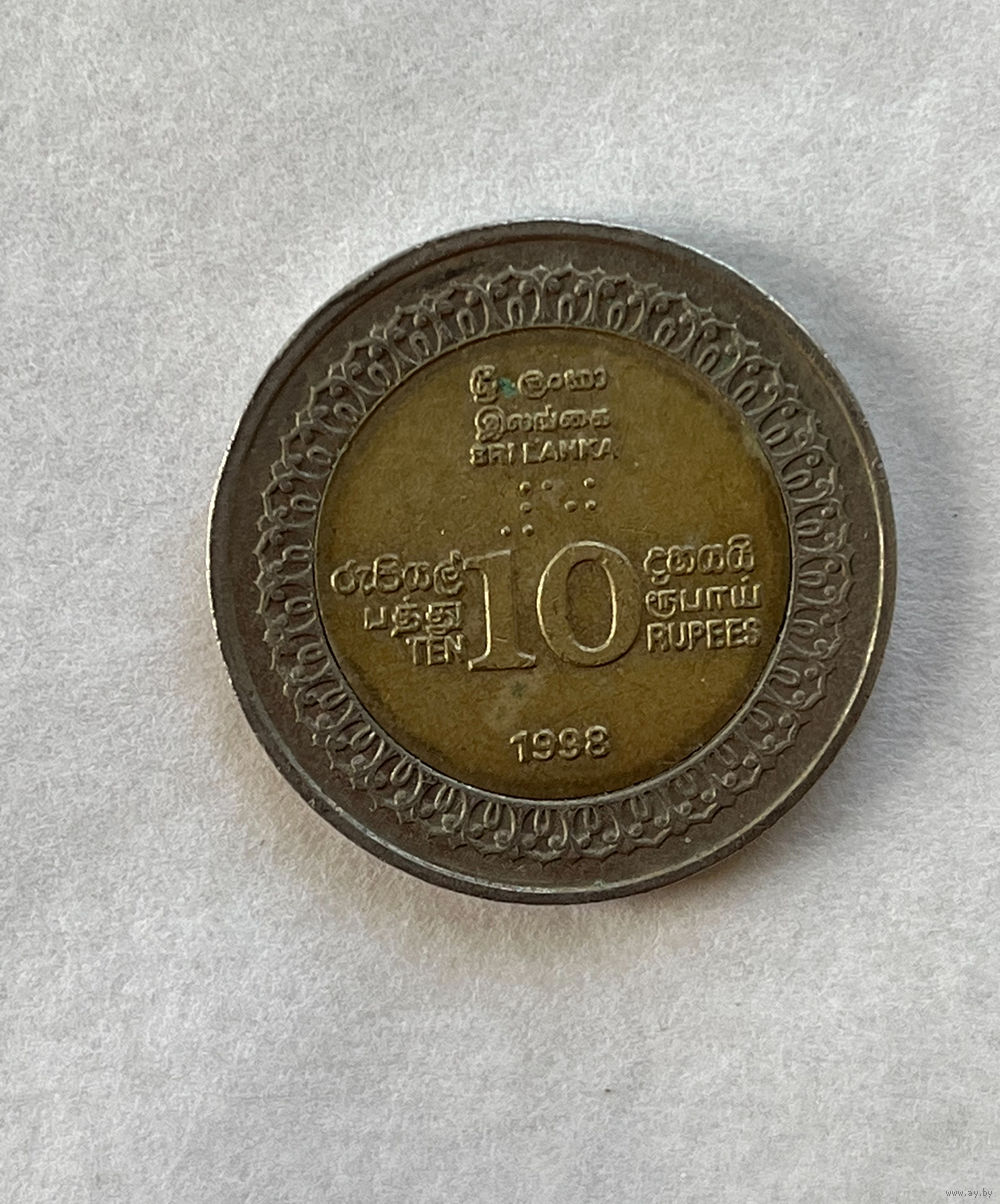 ශ්‍රී ලංකා
இலங்கை
SRI LANKA
රුපියල් 10 දහයයි
பத்து ரூபாய்
TEN RUPEES
1998
www.ay.by